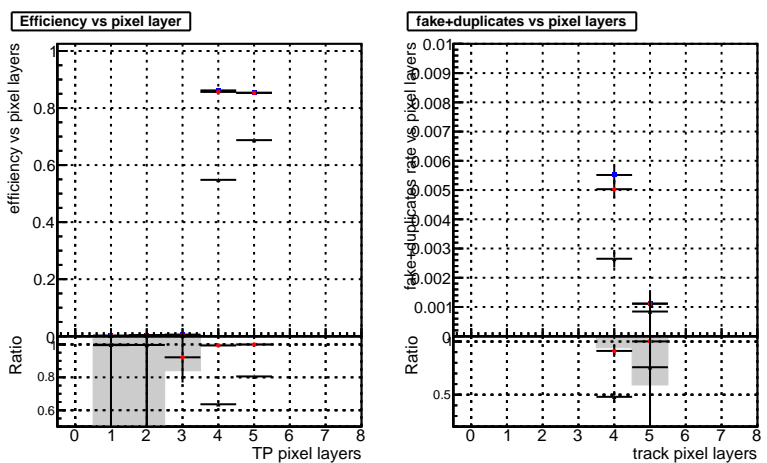 Efficiency vs pixel layer
efficiency vs pixel layers
1
0.8
0.6
0.4
0.2
0
Ratio
1
0.8
0.6
0 1 2 3 4 5 6 7 8
TP pixel layers
fake+duplicates vs pixel layers
fake+duplicates rate vs pixel layers
0.01
0.009
0.008
0.007
0.006
0.005
0.004
0.003
0.002
0.001
0
Ratio
0.5
0 1 2 3 4 5 6 7 8
track pixel layers